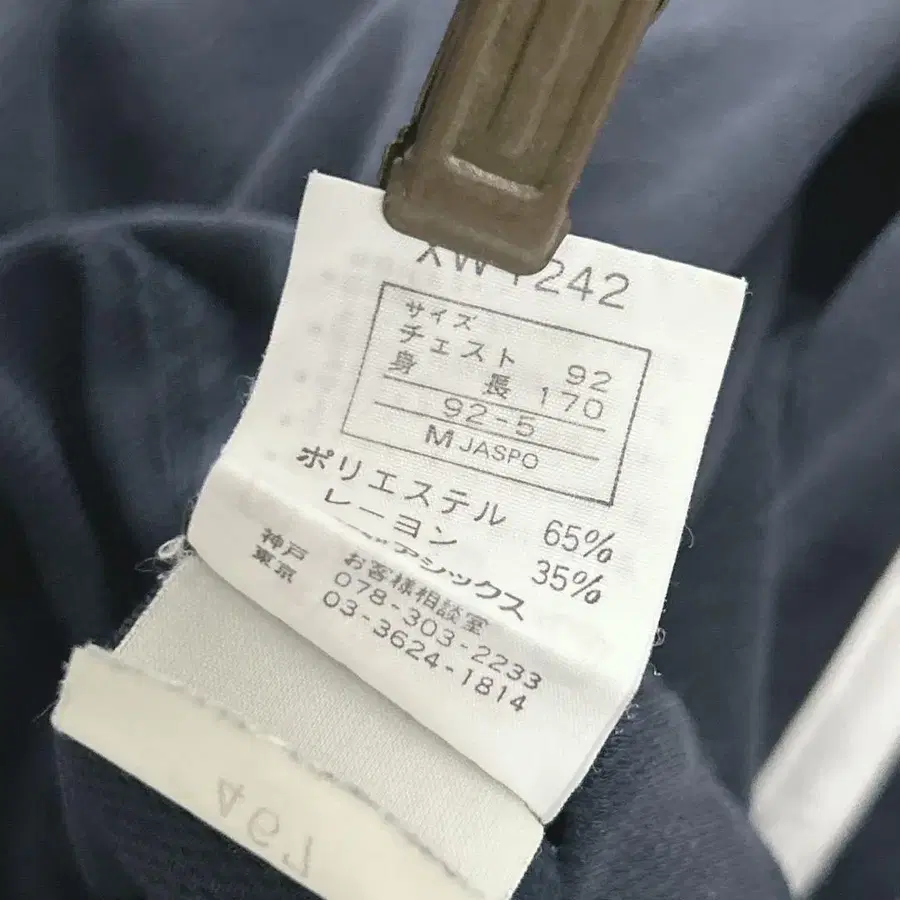 XW1242
サイズ
チェスト 92
身 長 170
92-5
M JASPO
ポリエステル 65%
レーヨン 35%
アシックス
お客様相談室
神戸 078-303-2233
東京 03-3624-1814
467